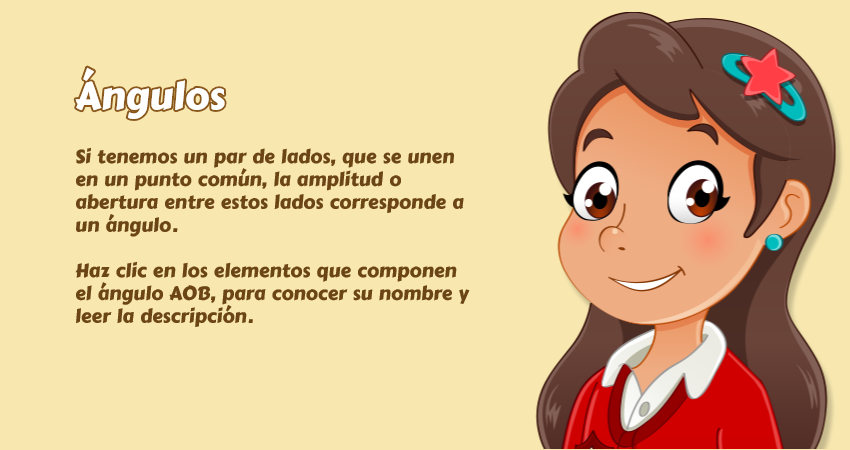 Ángulos
Si tenemos un par de lados, que se unen
en un punto común, la amplitud o
abertura entre estos lados corresponde a
un ángulo.
Haz clic en los elementos que componen
el ángulo AOB, para conocer su nombre y
leer la descripción.